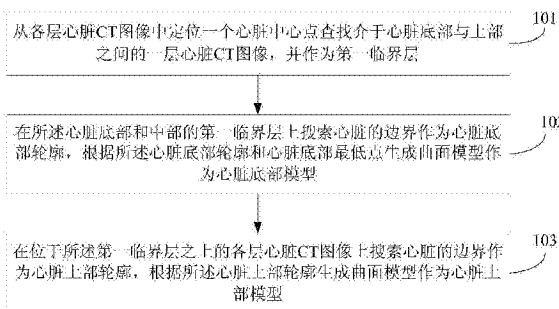 101
从各层心脏CT图像中定位一个心脏中心点查找介于心脏底部与上部
之间的一层心脏CT图像，并作为第一临界层
102
在所述心脏底部和中部的第一临界层上搜索心脏的边界作为心脏底
部轮廓，根据所述心脏底部轮廓和心脏底部最低点生成曲面模型作
为心脏底部模型
103
在位于所述第一临界层之上的各层心脏CT图像上搜索心脏的边界作
为心脏上部轮廓，根据所述心脏上部轮廓生成曲面模型作为心脏上
部模型